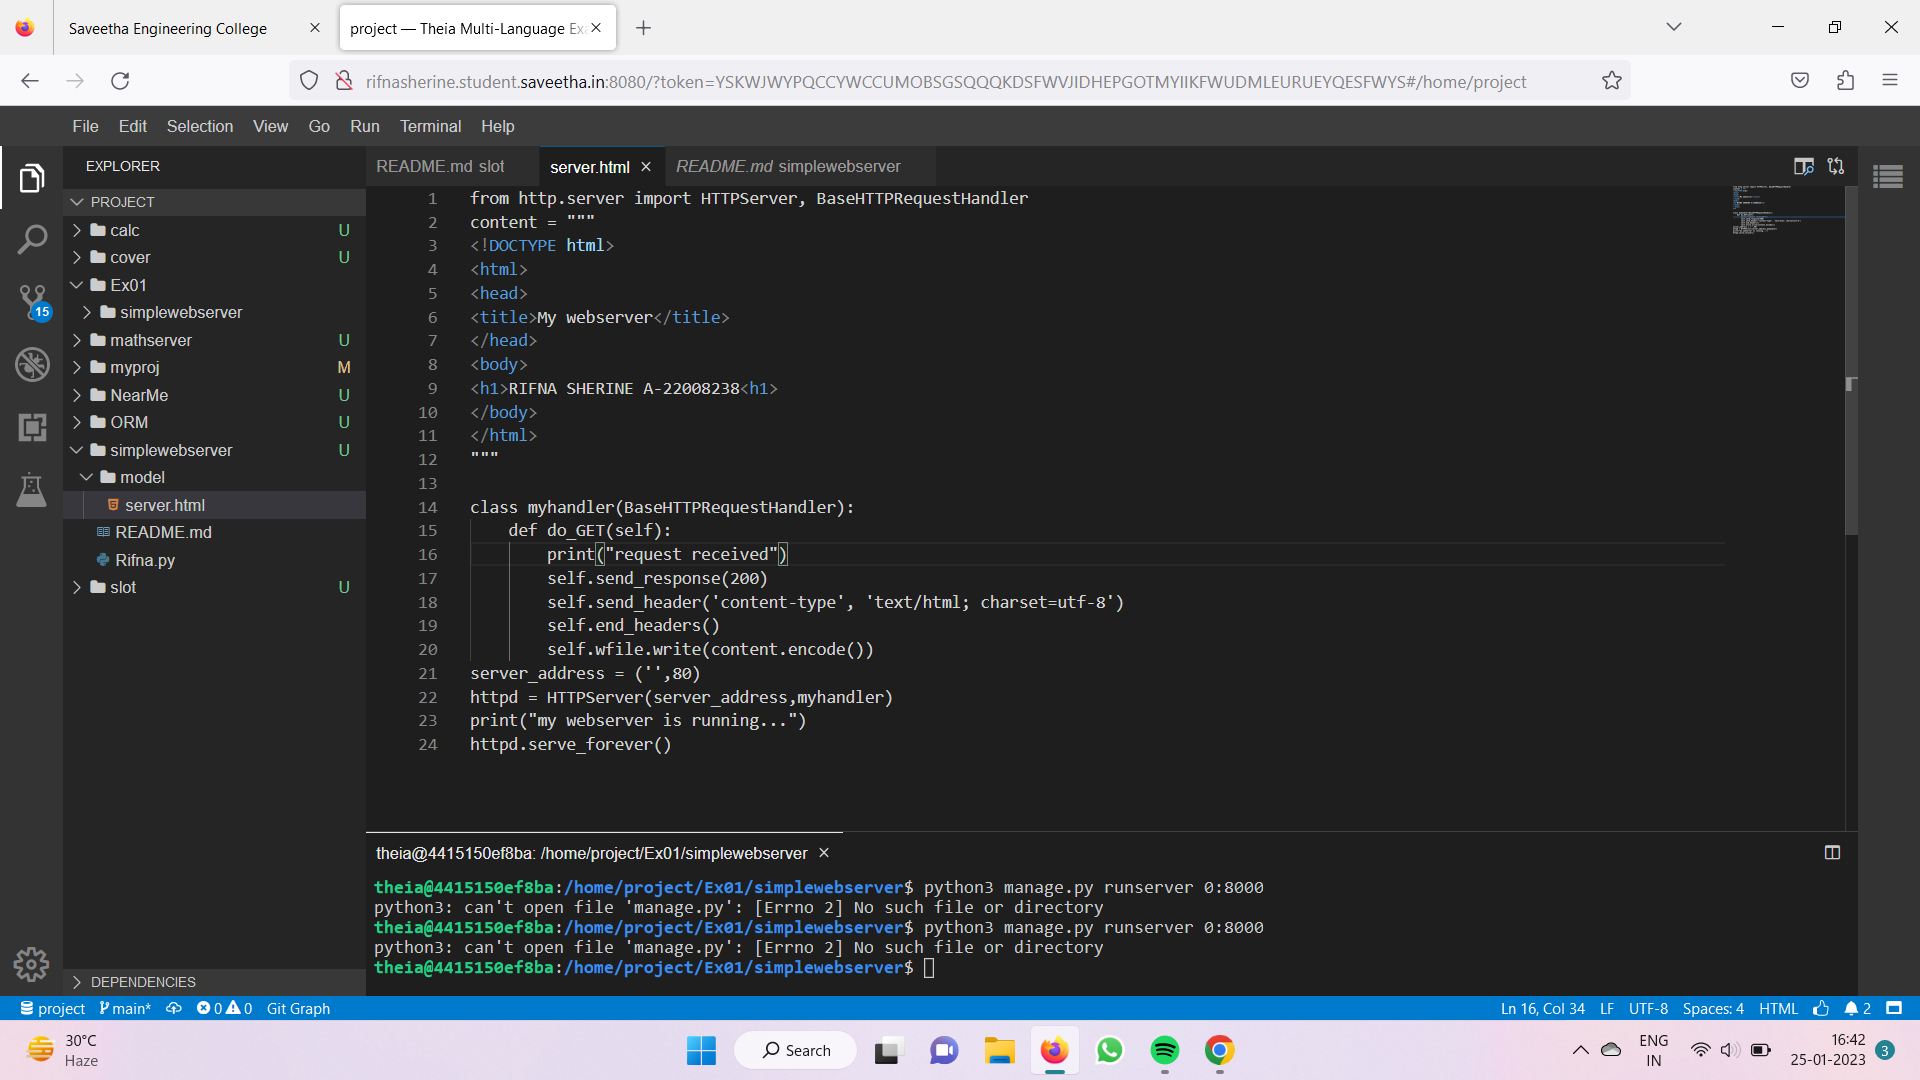 Saveetha Engineering College
project — Theia Multi-Language Ex
rifnasherine.student.saveetha.in:8080/?token=YSKWJWYPQCCYWCCUMOBSGSQQQKDSFWVJIDHEPGOTMYIIKFWUDMLEURUEYQESFWYS#/home/project
File Edit Selection View Go Run Terminal Help
EXPLORER
README.md slot
server.html
README.md simplewebserver
PROJECT
calc U
cover U
Ex01
simplewebserver
mathserver U
myproj M
NearMe U
ORM U
simplewebserver U
model
server.html
README.md
Rifna.py
slot U
15
DEPENDENCIES
1 from http.server import HTTPServer, BaseHTTPRequestHandler
2 content = """
3 <!DOCTYPE html>
4 <html>
5 <head>
6 <title>My webserver</title>
7 </head>
8 <body>
9 <h1>RIFNA SHERINE A-22008238<h1>
10 </body>
11 </html>
12 """
13
14 class myhandler(BaseHTTPRequestHandler):
15 def do_GET(self):
16 print("request received")
17 self.send_response(200)
18 self.send_header('content-type', 'text/html; charset=utf-8')
19 self.end_headers()
20 self.wfile.write(content.encode())
21 server_address = ('',80)
22 httpd = HTTPServer(server_address,myhandler)
23 print("my webserver is running...")
24 httpd.serve_forever()
theia@4415150ef8ba: /home/project/Ex01/simplewebserver
theia@4415150ef8ba:/home/project/Ex01/simplewebserver$ python3 manage.py runserver 0:8000
python3: can't open file 'manage.py': [Errno 2] No such file or directory
theia@4415150ef8ba:/home/project/Ex01/simplewebserver$ python3 manage.py runserver 0:8000
python3: can't open file 'manage.py': [Errno 2] No such file or directory
theia@4415150ef8ba:/home/project/Ex01/simplewebserver$
project main* 0 0 Git Graph
Ln 16, Col 34 LF UTF-8 Spaces: 4 HTML 2
30°C
Haze
Search
ENG
IN
16:42
25-01-2023
3